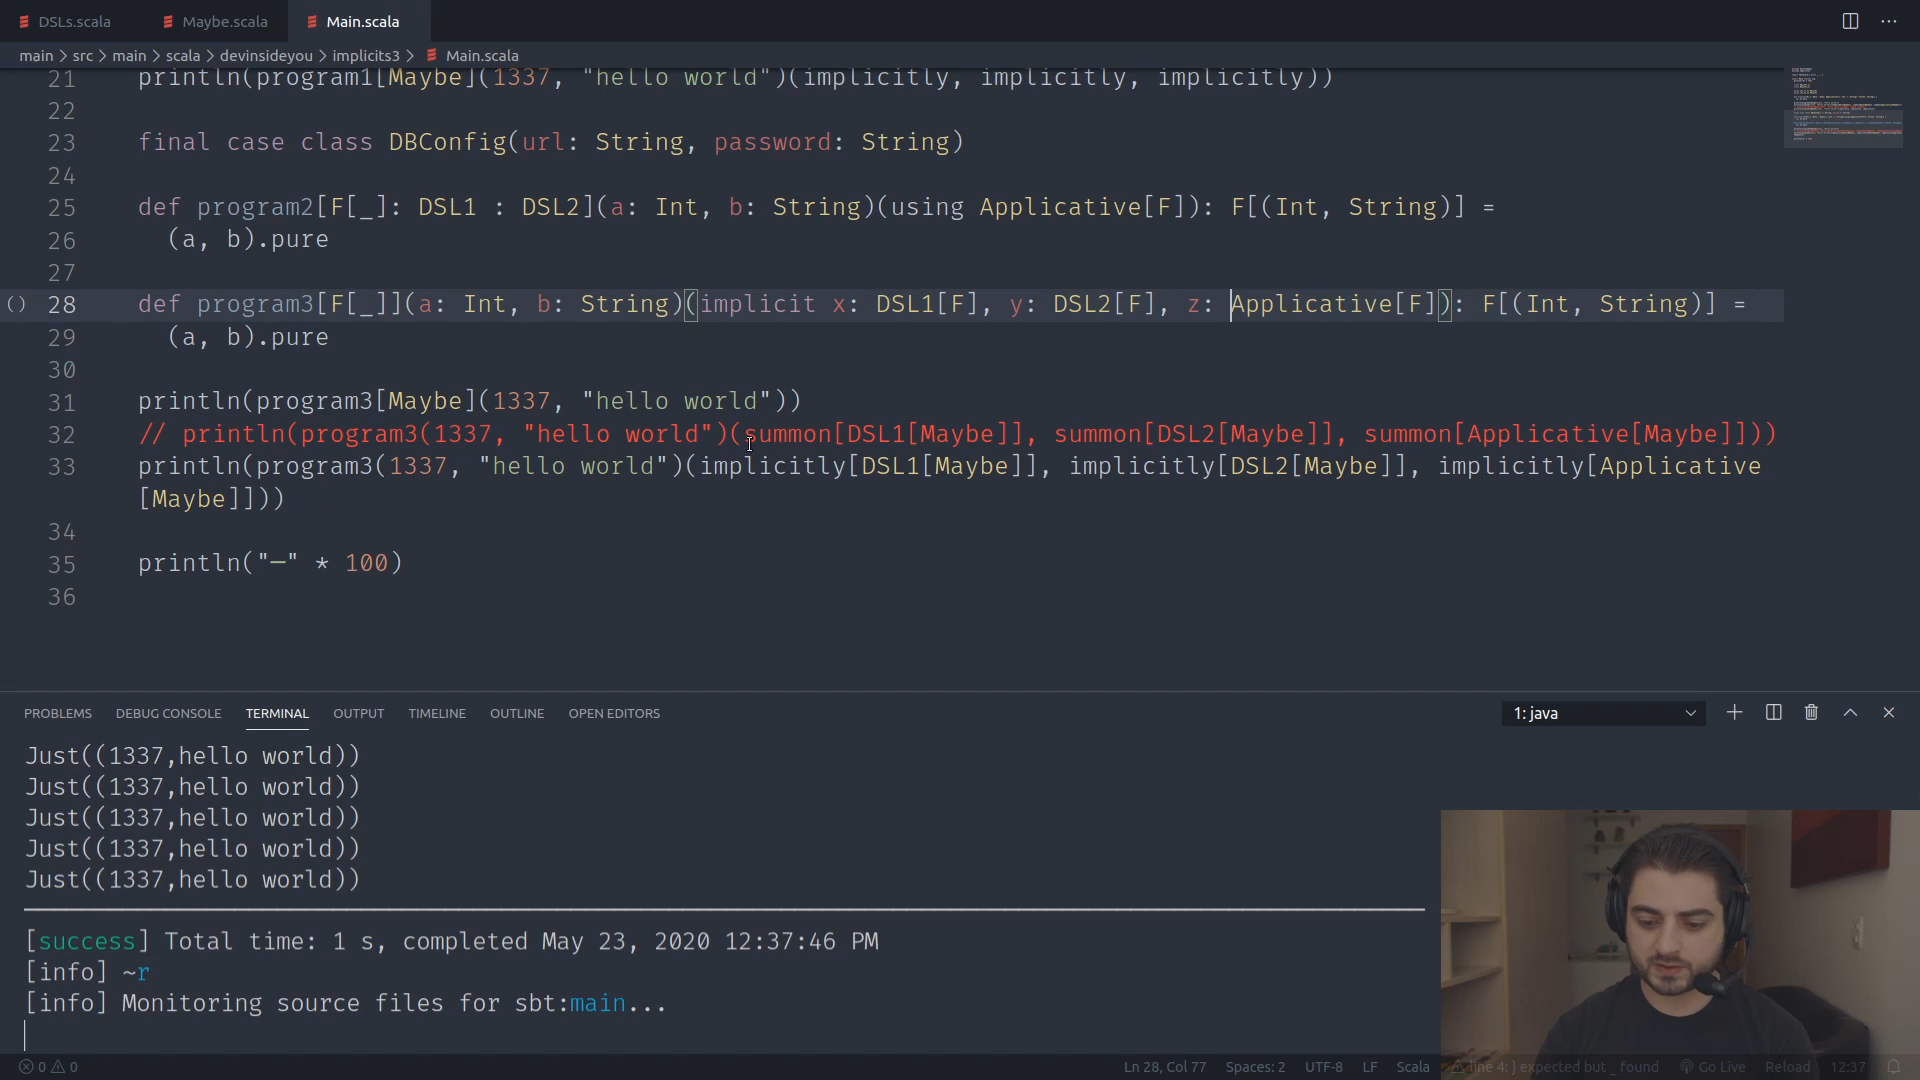 DSLs.scala
Maybe.scala
Main.scala
main > src > main > scala > devinsideyou > implicits3 > Main.scala
21 println(program1[Maybe](1337, "hello world")(implicitly, implicitly, implicitly))
22
23 final case class DBConfig(url: String, password: String)
24
25 def program2[F[_]: DSL1 : DSL2](a: Int, b: String)(using Applicative[F]): F[(Int, String)] =
26 (a, b).pure
27
28 def program3[F[_]](a: Int, b: String)(implicit x: DSL1[F], y: DSL2[F], z: Applicative[F]): F[(Int, String)] =
29 (a, b).pure
30
31 println(program3[Maybe](1337, "hello world"))
32 // println(program3(1337, "hello world")(summon[DSL1[Maybe]], summon[DSL2[Maybe]], summon[Applicative[Maybe]]))
33 println(program3(1337, "hello world")(implicitly[DSL1[Maybe]], implicitly[DSL2[Maybe]], implicitly[Applicative
[Maybe]]))
34
35 println("─" * 100)
36
PROBLEMS DEBUG CONSOLE TERMINAL OUTPUT TIMELINE OUTLINE OPEN EDITORS 1: java
Just((1337,hello world))
Just((1337,hello world))
Just((1337,hello world))
Just((1337,hello world))
Just((1337,hello world))
[success] Total time: 1 s, completed May 23, 2020 12:37:46 PM
[info] ~r
[info] Monitoring source files for sbt:main...
0 0 Ln 28, Col 77 Spaces: 2 UTF-8 LF Scala line 4: ) expected but _ found Go Live Reload 12:37